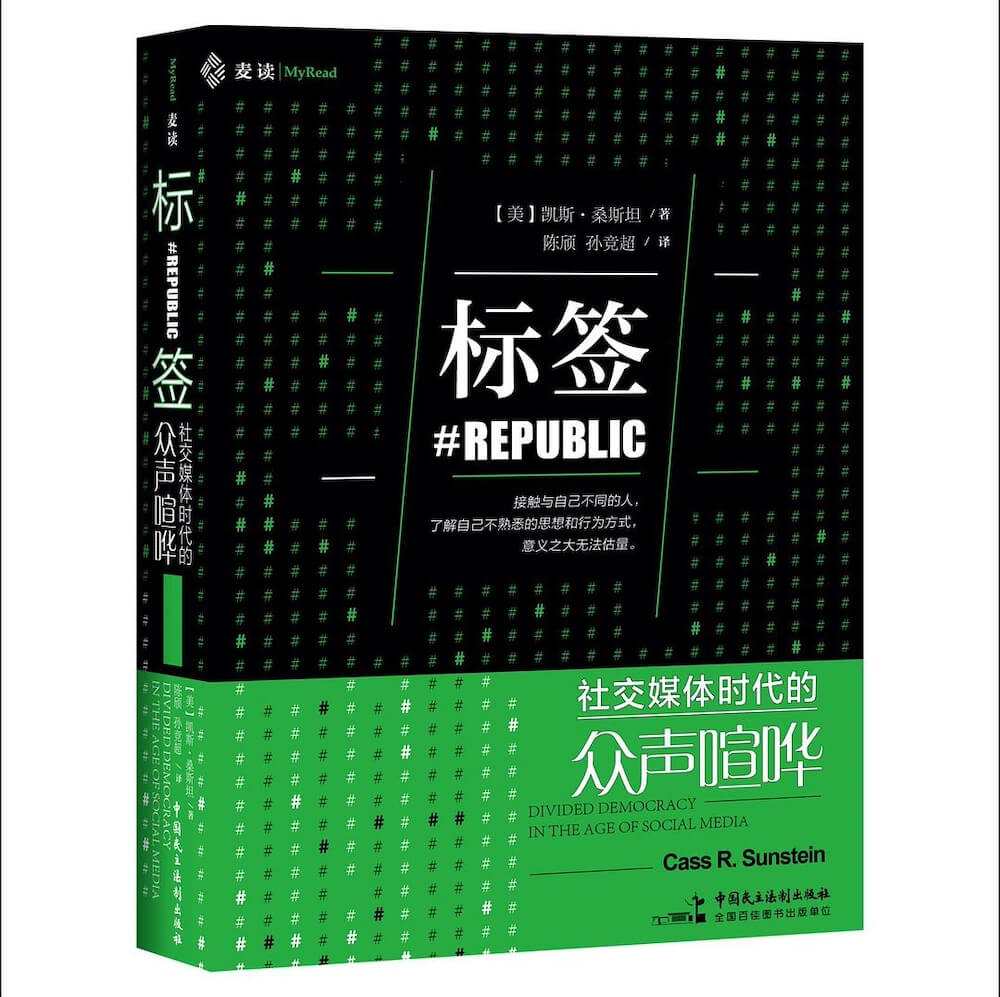 麦读|MyRead
【美】凯斯·桑斯坦 / 著
陈颀 孙竞超 / 译
标签
#REPUBLIC
接触与自己不同的人，
了解自己不熟悉的思想和行为方式，
意义之大无法估量。
社交媒体时代的
众声喧哗
DIVIDED DEMOCRACY
IN THE AGE OF SOCIAL MEDIA
Cass R. Sunstein
中国民主法制出版社
全国百佳图书出版单位
MyRead 麦读
标签
#REPUBLIC
社交媒体时代的
众声喧哗
【美】凯斯·桑斯坦 / 著
陈颀 孙竞超 / 译
DIVIDED DEMOCRACY
IN THE AGE OF SOCIAL MEDIA
中国民主法制出版社